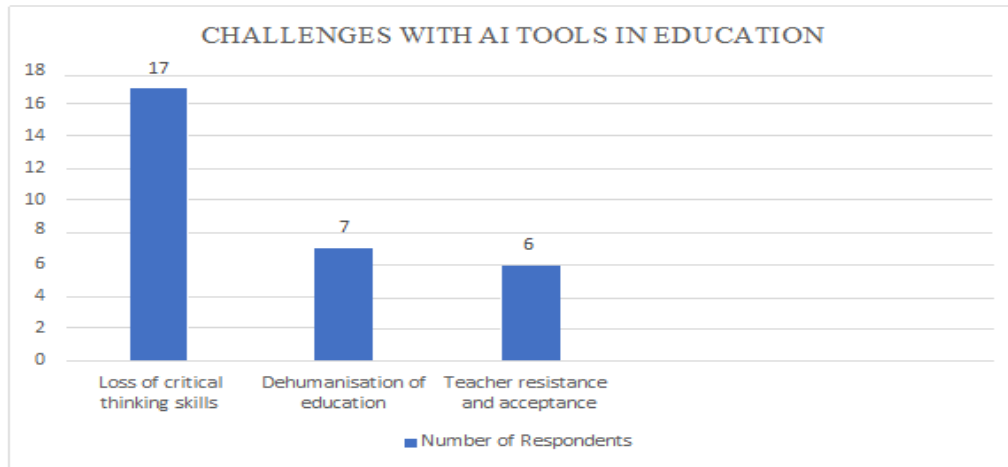 CHALLENGES WITH AI TOOLS IN EDUCATION
18
16
14
12
10
8
6
4
2
0
17
7
6
Loss of critical
thinking skills
Dehumanisation of
education
Teacher resistance
and acceptance
Number of Respondents